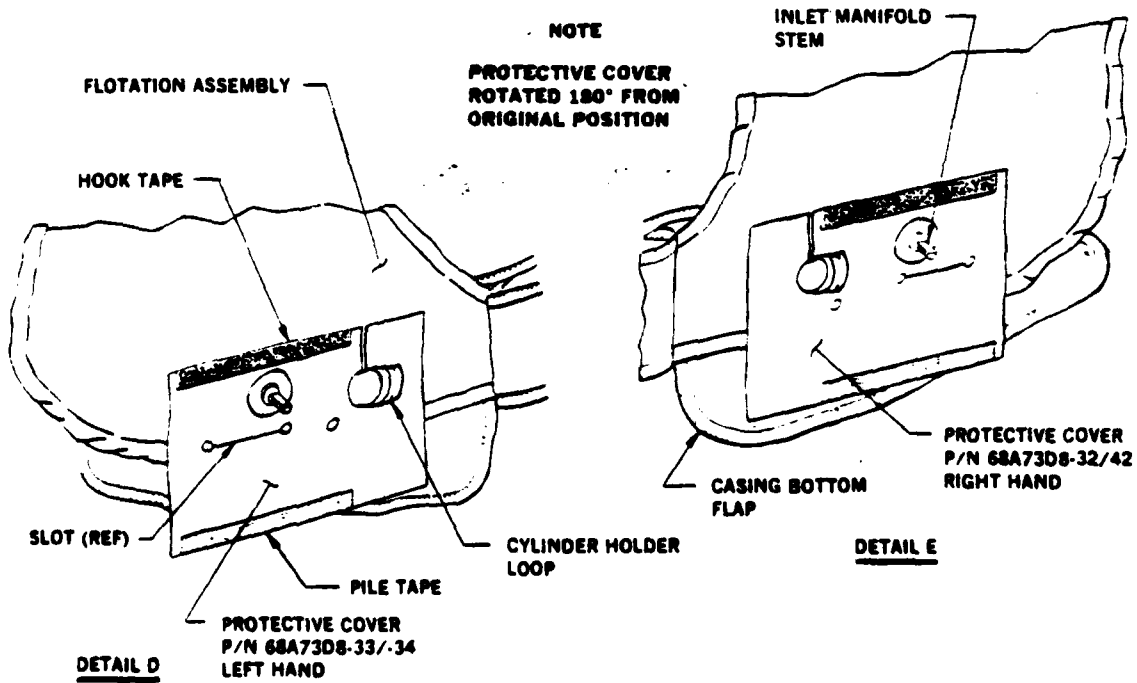 NOTE
PROTECTIVE COVER
ROTATED 180° FROM
ORIGINAL POSITION
INLET MANIFOLD
STEM
FLOTATION ASSEMBLY
HOOK TAPE
SLOT (REF)
PILE TAPE
PROTECTIVE COVER
P/N 68A73D8-33/-34
LEFT HAND
DETAIL D
CYLINDER HOLDER
LOOP
CASING BOTTOM
FLAP
PROTECTIVE COVER
P/N 68A73D8-32/42
RIGHT HAND
DETAIL E